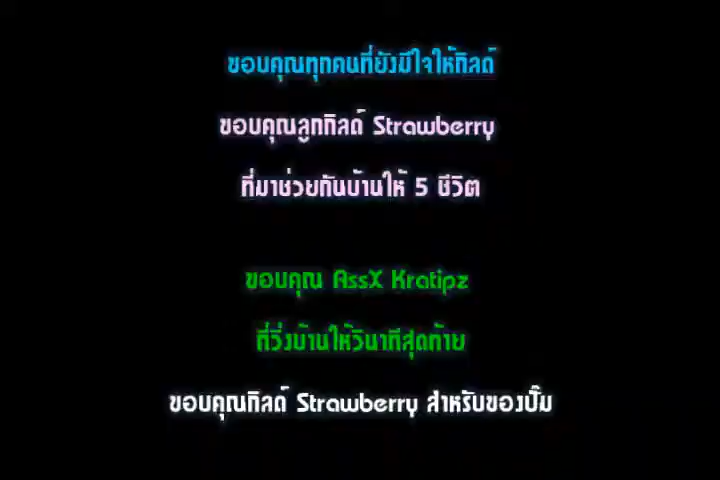 ขอบคุณทุกคนที่ยังมีใจให้กิลด์
ขอบคุณลูกกิลด์ Strawberry
ที่มาช่วยกันบ้านให้ 5 ชีวิต
ขอบคุณ AssX Kratipz
ที่วิ่งบ้านให้วินาทีสุดท้าย
ขอบคุณกิลด์ Strawberry สำหรับของปั๊ม